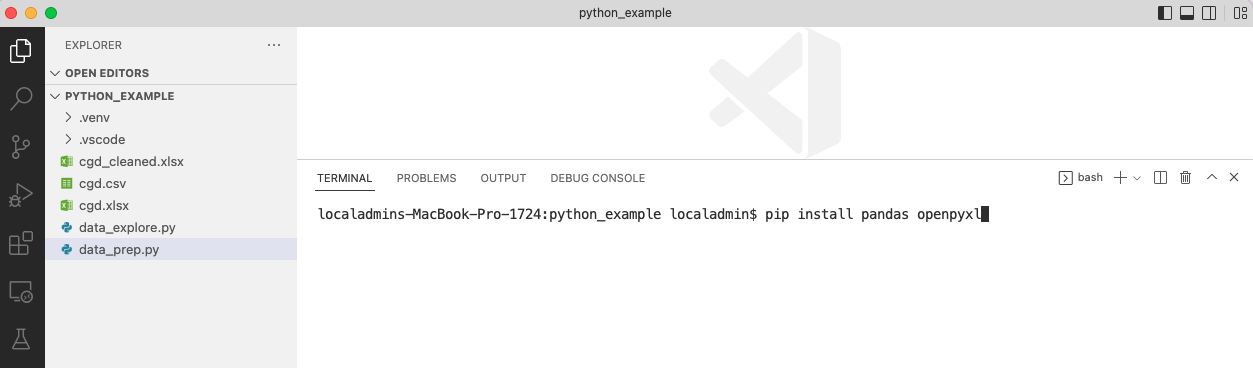 python_example
EXPLORER ...
OPEN EDITORS
PYTHON_EXAMPLE
.venv
.vscode
cgd_cleaned.xlsx
cgd.csv
cgd.xlsx
data_explore.py
data_prep.py
TERMINAL PROBLEMS OUTPUT DEBUG CONSOLE bash
localadmins-MacBook-Pro-1724:python_example localadmin$ pip install pandas openpyxl